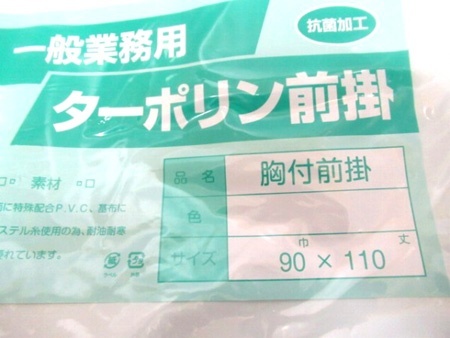 抗菌加工
一般業務用
ターポリン前掛
□□ 素材 □□
に特殊配合P.V.C、基布に
ステル糸使用の為、耐油耐寒
れています。
品名 胸付前掛
色
サイズ 巾 丈
90 × 110